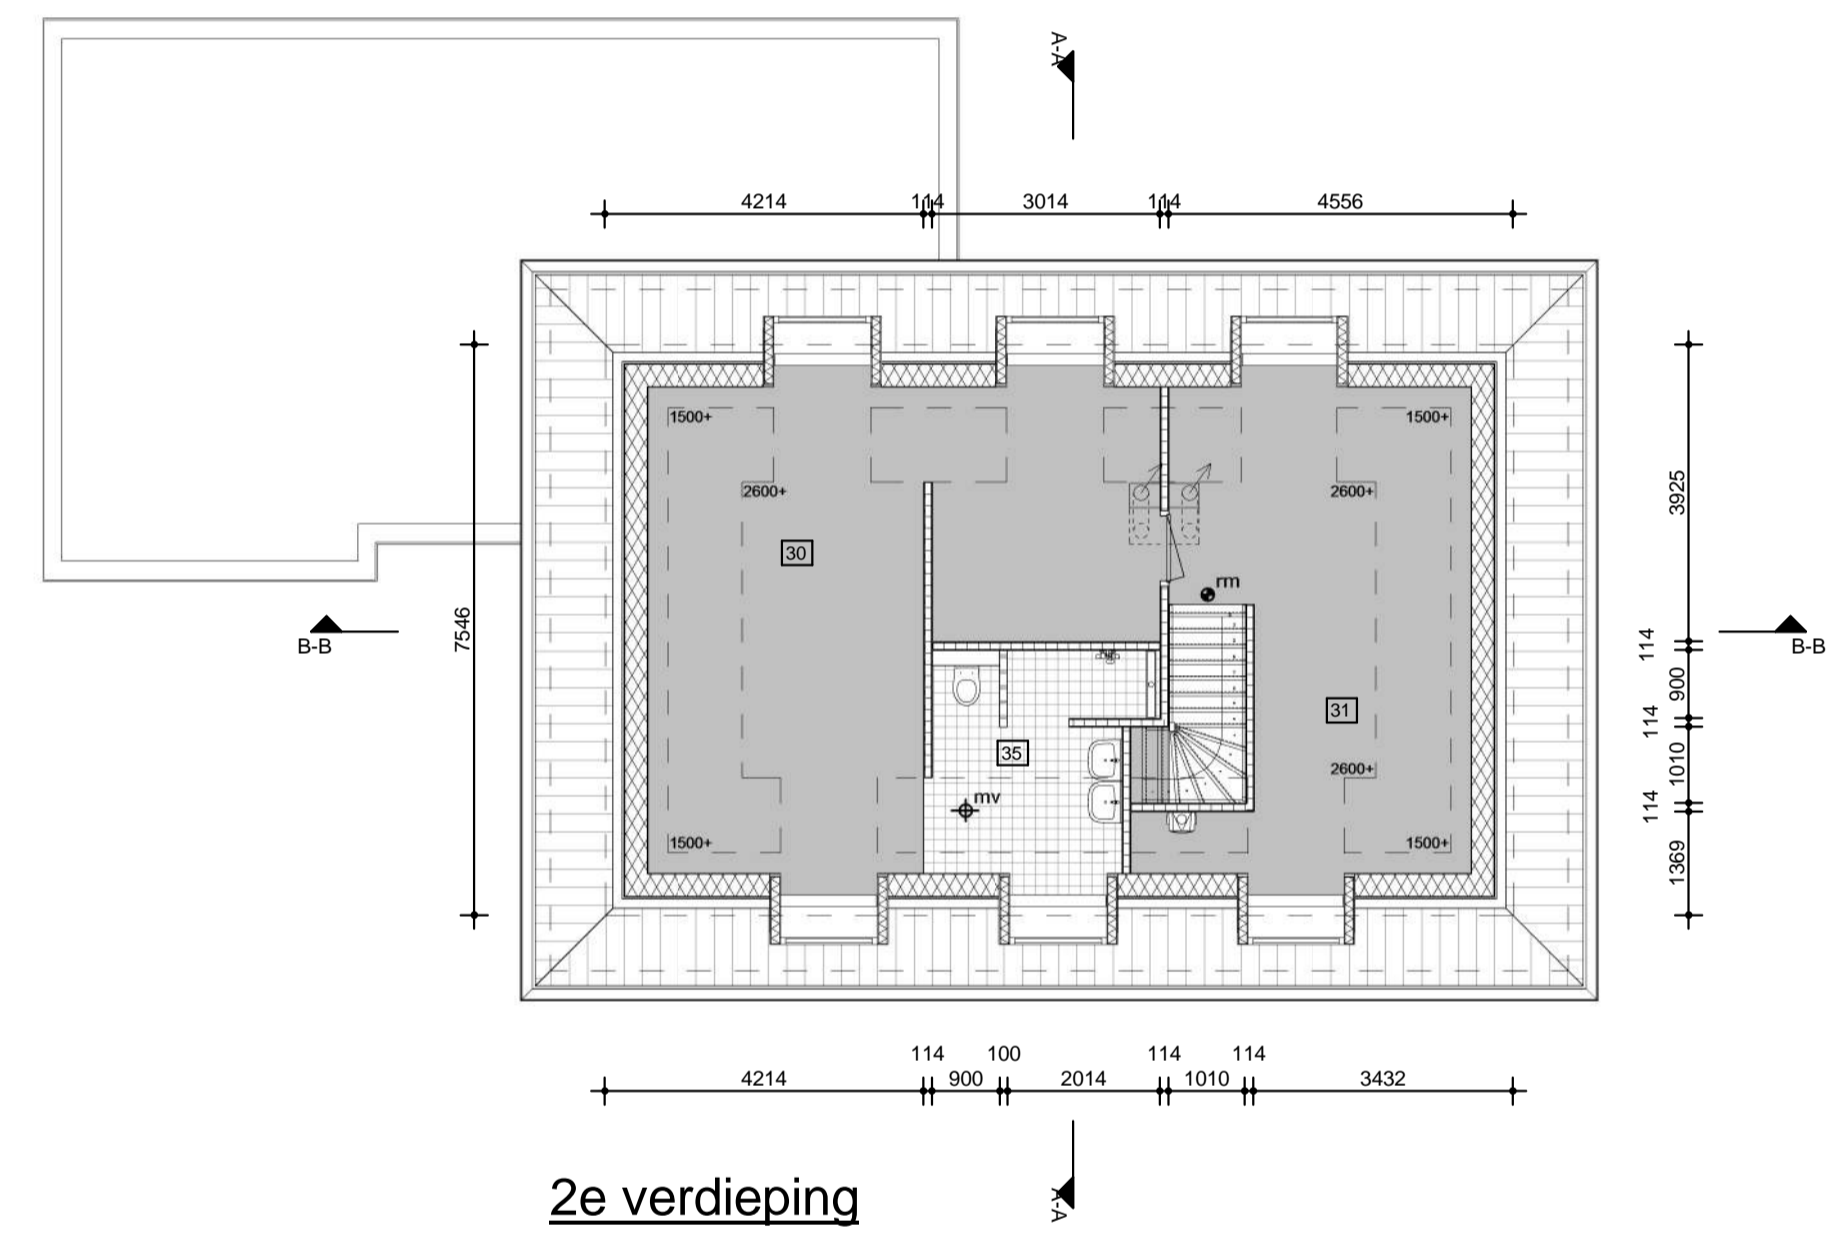 A-A
4214 114 3014 114 4556
1500+ 1500+
2600+ 2600+
3925
30
rm
7546
B-B B-B
114
900
31
114
35
1010
2600+
mv
114
1500+ 1500+
1369
114 100 114 114
4214 900 2014 1010 3432
2e verdieping
A-A